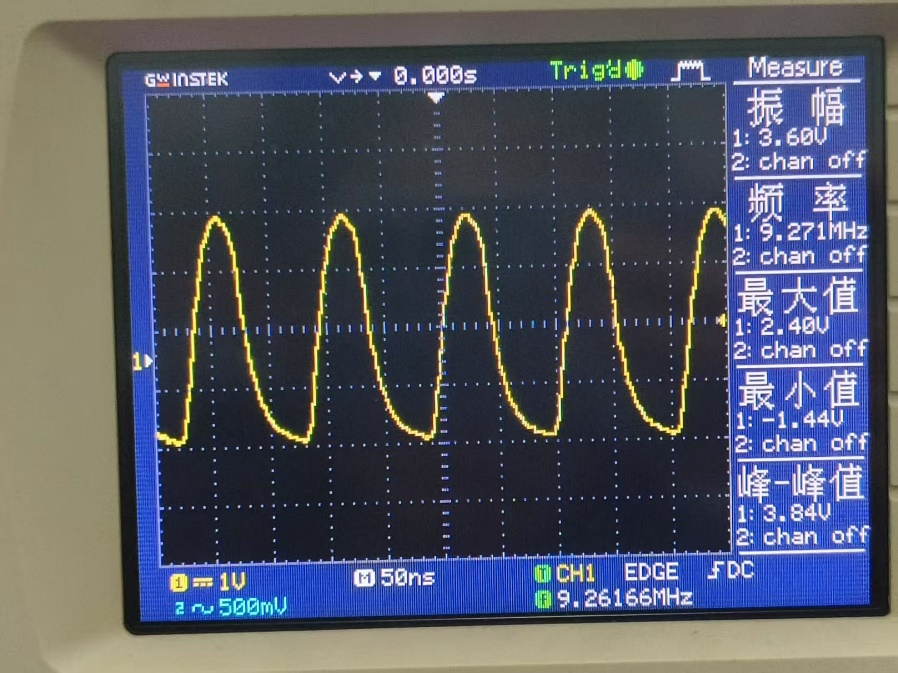 GWINSTEK 0.000s Trig'd Measure
振 幅
1: 3.60V
2: chan off
频 率
1: 9.271MHz
2: chan off
最大值
1: 2.40V
2: chan off
最小值
1: -1.44V
2: chan off
峰-峰值
1: 3.84V
2: chan off
1
1 1V M 50ns T CH1 EDGE DC
2 500mV F 9.26166MHz